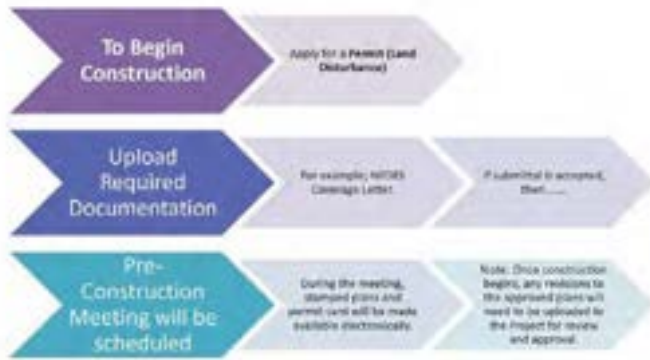 To Begin
Construction
Apply for a Permit (Land
Disturbance)
Upload
Required
Documentation
For example; NPDES
Coverage Letter
If submittal is accepted,
then......
Pre-
Construction
Meeting will be
scheduled
During the meeting,
stamped plans and
permit card will be made
available electronically.
Note: Once construction
begins, any revisions to
the approved plans will
need to be uploaded to
the Project for review
and approval.